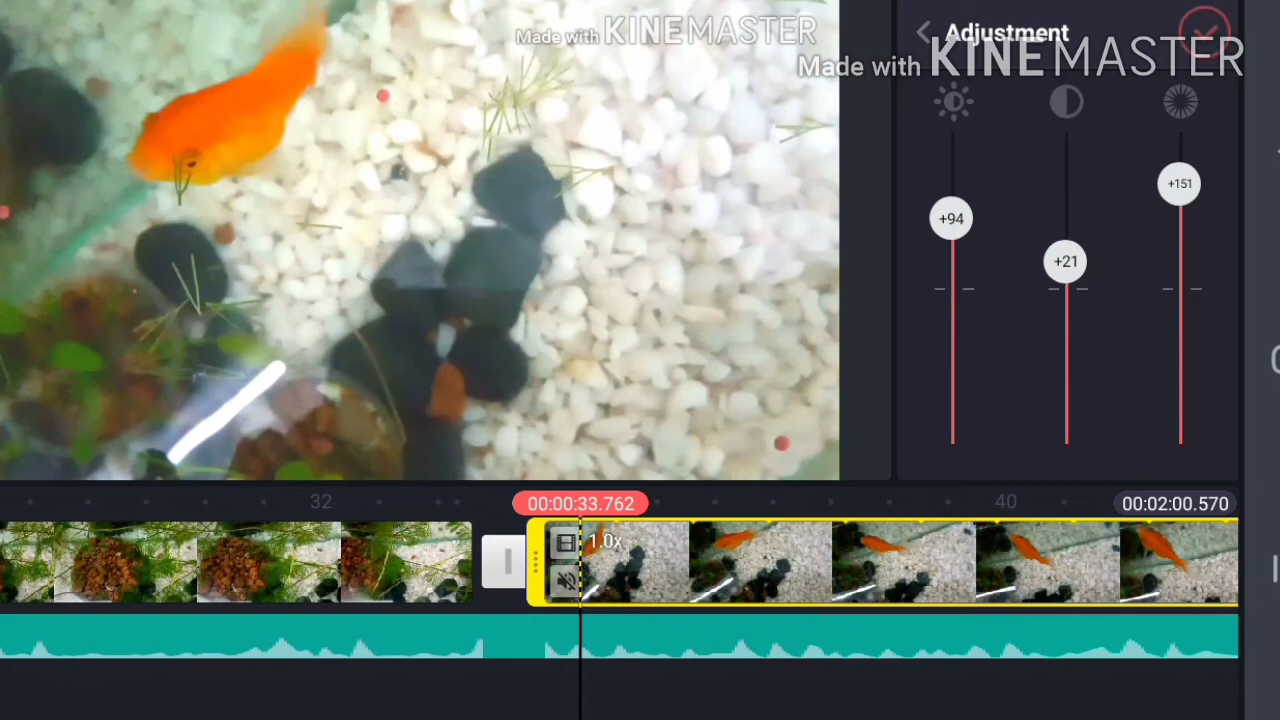 Made with KINEMASTER
Adjustment
Made with KINEMASTER
+151
+94
+21
32
00:00:33.762
40
00:02:00.570
1.0x